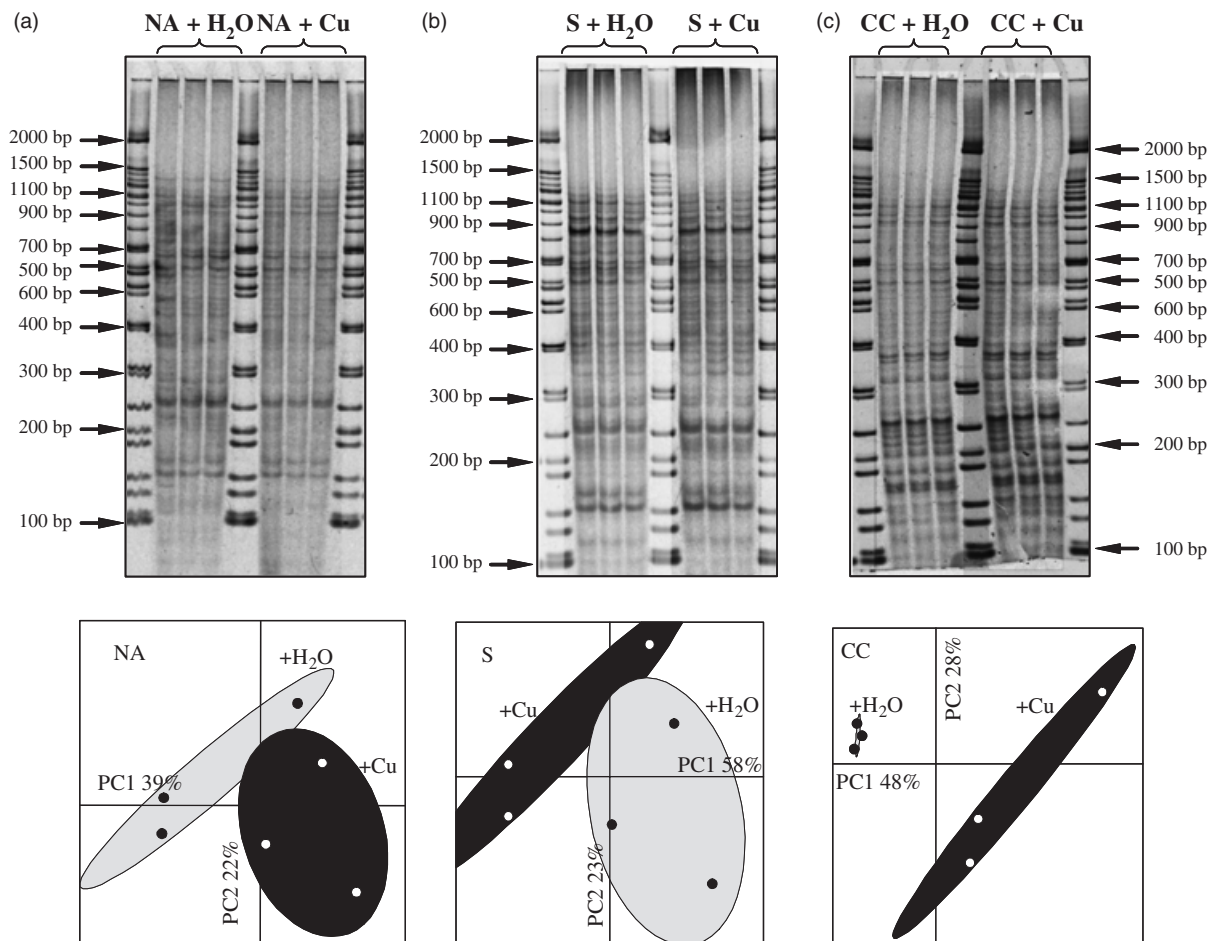 (a)
NA + H₂O NA + Cu
2000 bp
1500 bp
1100 bp
900 bp
700 bp
500 bp
600 bp
400 bp
300 bp
200 bp
100 bp
(b)
S + H₂O S + Cu
2000 bp
1500 bp
1100 bp
900 bp
700 bp
500 bp
600 bp
400 bp
300 bp
200 bp
100 bp
(c)
CC + H₂O CC + Cu
2000 bp
1500 bp
1100 bp
900 bp
700 bp
500 bp
600 bp
400 bp
300 bp
200 bp
100 bp
NA
+H₂O
PC1 39%
+Cu
PC2 22%
S
+Cu
+H₂O
PC1 58%
PC2 23%
CC
PC2 28%
+H₂O
+Cu
PC1 48%